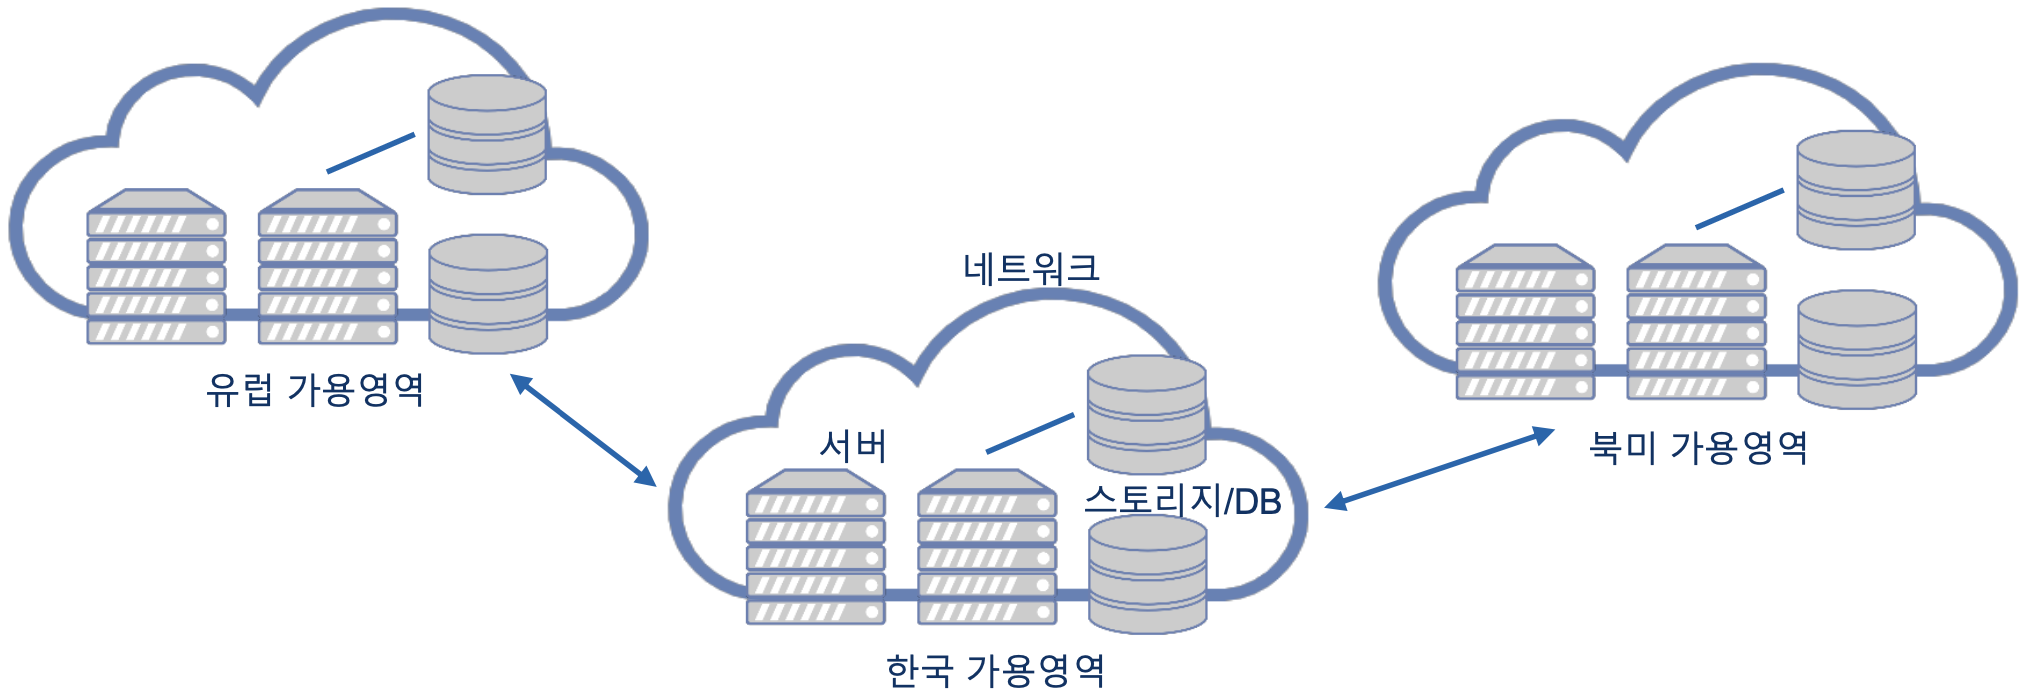 네트워크
유럽 가용영역
서버
북미 가용영역
스토리지/DB
한국 가용영역